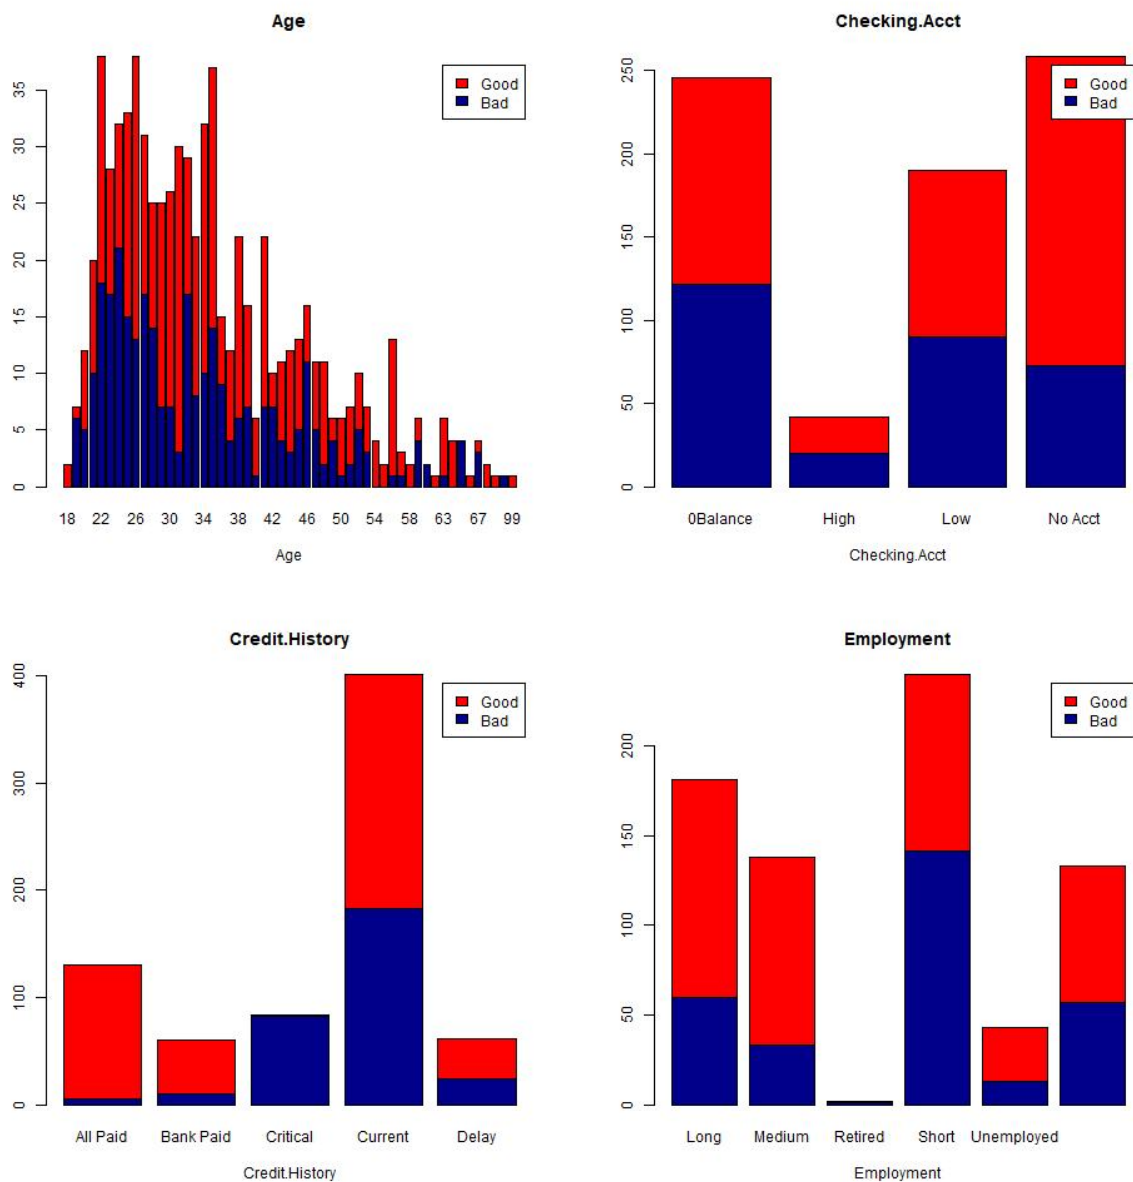 Age
Good
Bad
35
30
25
20
15
10
5
0
18 22 26 30 34 38 42 46 50 54 58 63 67 99
Age
Checking.Acct
Good
Bad
250
200
150
100
50
0
0Balance High Low No Acct
Checking.Acct
Credit.History
Good
Bad
400
300
200
100
0
All Paid Bank Paid Critical Current Delay
Credit.History
Employment
Good
Bad
200
150
100
50
0
Long Medium Retired Short Unemployed
Employment